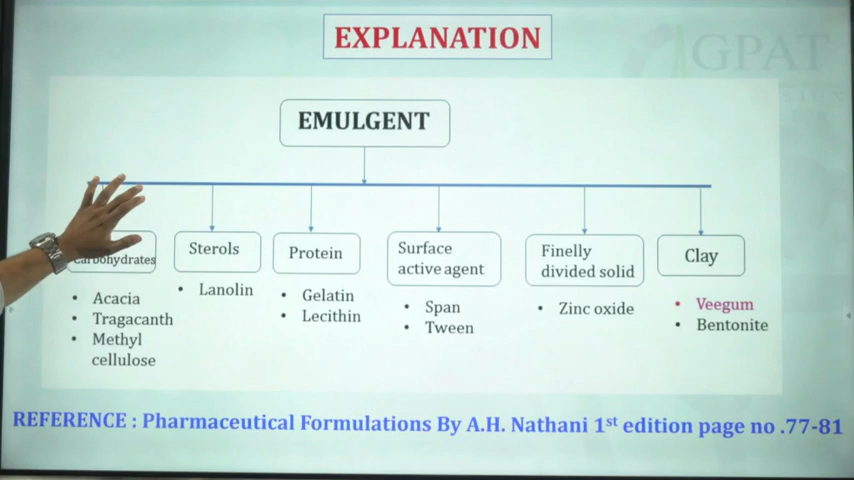 EXPLANATION
GPAT
EMULGENT
Carbohydrates
Sterols
Protein
Surface
active agent
Finelly
divided solid
Clay
• Acacia
• Tragacanth
• Methyl
cellulose
• Lanolin
• Gelatin
• Lecithin
• Span
• Tween
• Zinc oxide
• Veegum
• Bentonite
REFERENCE : Pharmaceutical Formulations By A.H. Nathani 1st edition page no .77-81